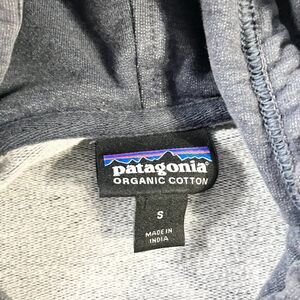 patagonia®
ORGANIC COTTON
S
MADE IN
INDIA